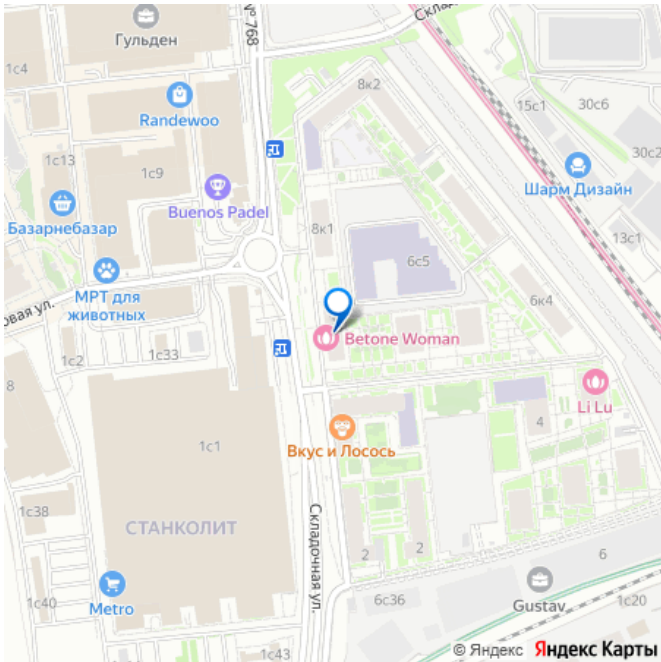 Гульден
№ 768
Складо
1с4
8к2
Randewoo
15с1
30с6
30с2
1с13
1с9
Шарм Дизайн
Buenos Padel
Базарнебазар
8к1
13с1
6с5
МРТ для
животных
овая ул.
6к4
Betone Woman
1с2
1с33
8
Li Lu
4
1с1
Вкус и Лосось
1с38
СТАНКОЛИТ
Складочная ул.
2
2
6
Metro
1с40
6с36
Gustav
1с20
1с43
© Яндекс Яндекс Карты